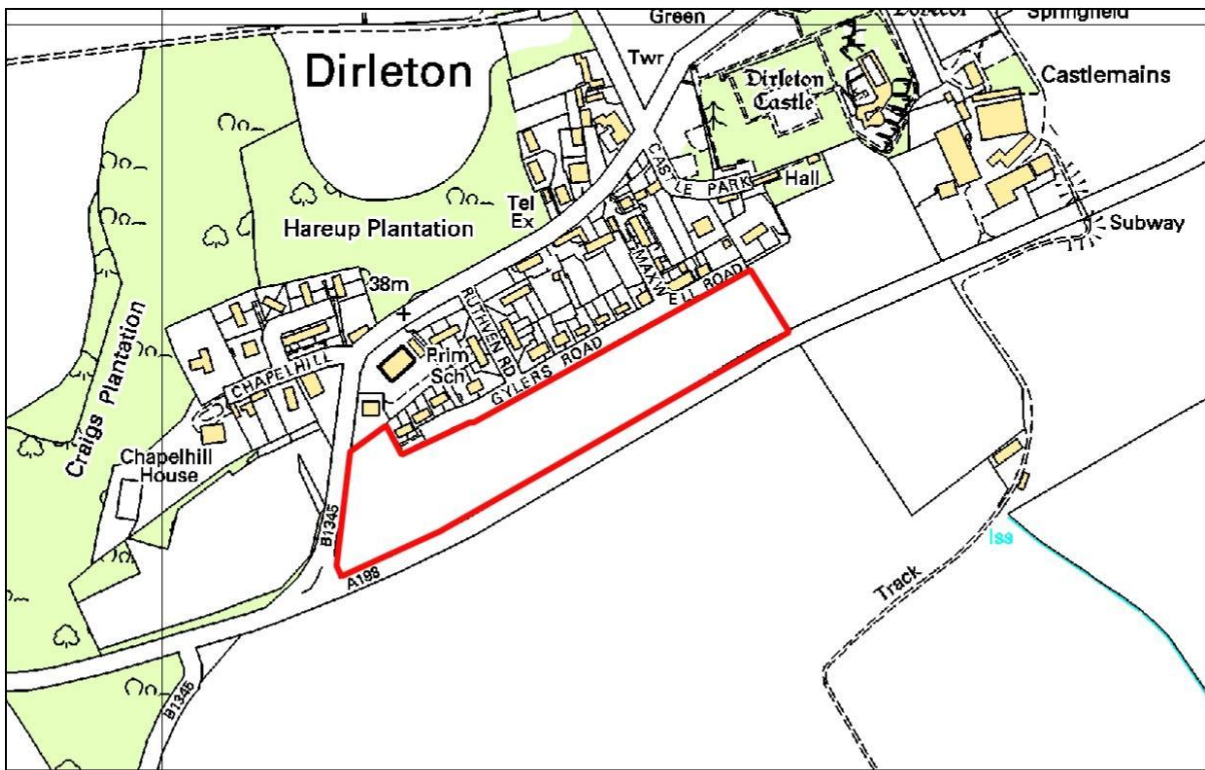 Green
Springfield
Twr
Dirleton
Dirleton
Castle
Castlemains
CASTLE PARK
Hall
Tel
Ex
Hareup Plantation
Subway
38m
MAXWELL ROAD
RUTHVEN RD
Prim
Sch
GYLERS ROAD
CHAPELHILL
Craigs Plantation
Chapelhill
House
B1345
A198
Iss
Track
B1345